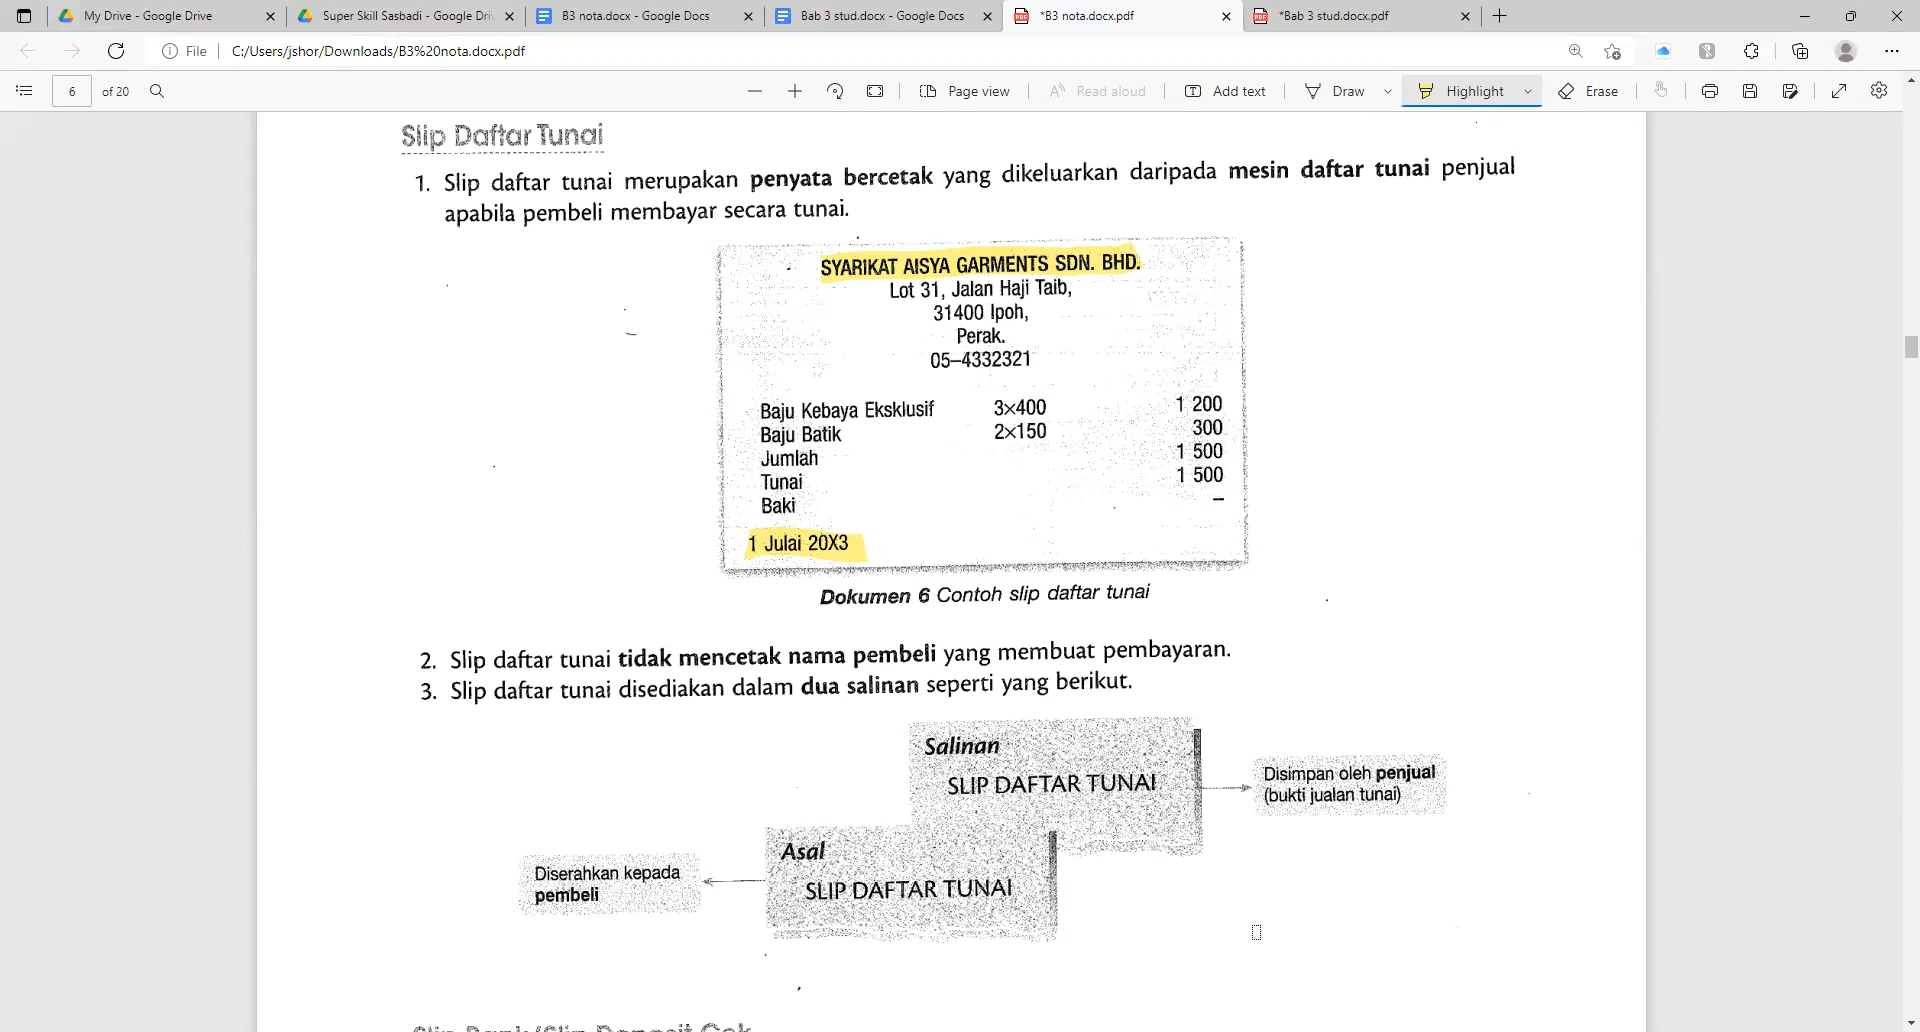 My Drive - Google Drive
Super Skill Sasbadi - Google Dri
B3 nota.docx - Google Docs
Bab 3 stud.docx - Google Docs
*B3 nota.docx.pdf
*Bab 3 stud.docx.pdf
File
C:/Users/jshor/Downloads/B3%20nota.docx.pdf
6 of 20
Page view
Read aloud
Add text
Draw
Highlight
Erase
Slip Daftar Tunai
1. Slip daftar tunai merupakan penyata bercetak yang dikeluarkan daripada mesin daftar tunai penjual
apabila pembeli membayar secara tunai.
SYARIKAT AISYA GARMENTS SDN. BHD.
Lot 31, Jalan Haji Taib,
31400 Ipoh,
Perak.
05–4332321
Baju Kebaya Eksklusif 3×400 1 200
Baju Batik 2×150 300
Jumlah 1 500
Tunai 1 500
Baki –
1 Julai 20X3
Dokumen 6 Contoh slip daftar tunai
2. Slip daftar tunai tidak mencetak nama pembeli yang membuat pembayaran.
3. Slip daftar tunai disediakan dalam dua salinan seperti yang berikut.
Salinan
SLIP DAFTAR TUNAI
Disimpan oleh penjual
(bukti jualan tunai)
Asal
SLIP DAFTAR TUNAI
Diserahkan kepada
pembeli